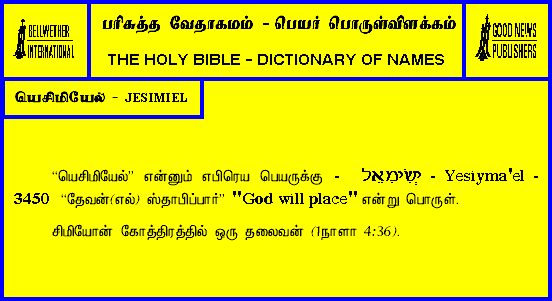 BELLWETHER
INTERNATIONAL
பரிசுத்த வேதாகமம் - பெயர் பொருள்விளக்கம்
THE HOLY BIBLE - DICTIONARY OF NAMES
GOOD NEWS
PUBLISHERS
யெசிமியேல் - JESIMIEL
“யெசிமியேல்” என்னும் எபிரெய பெயருக்கு - יְשִׂימִאֵל - Yesiyma'el -
3450 “தேவன்(எல்) ஸ்தாபிப்பார்” "God will place" என்று பொருள்.
சிமியோன் கோத்திரத்தில் ஒரு தலைவன் (1நாளா 4:36).